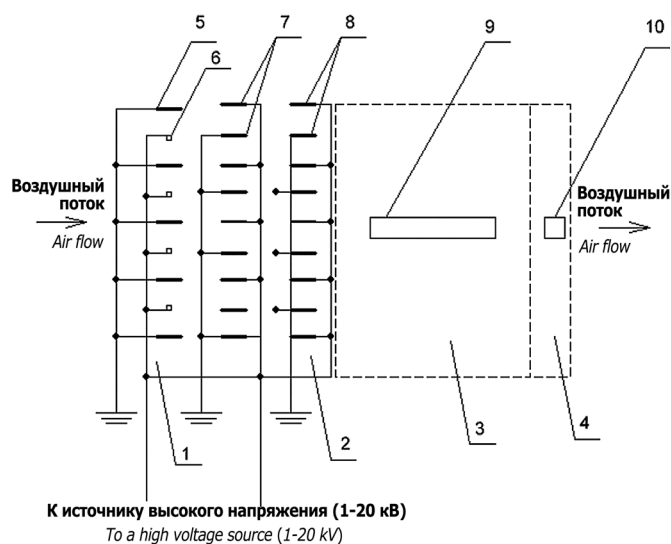 5
6
7
8
9
10
Воздушный
поток
Air flow
Воздушный
поток
Air flow
1
2
3
4
К источнику высокого напряжения (1-20 кВ)
To a high voltage source (1-20 kV)